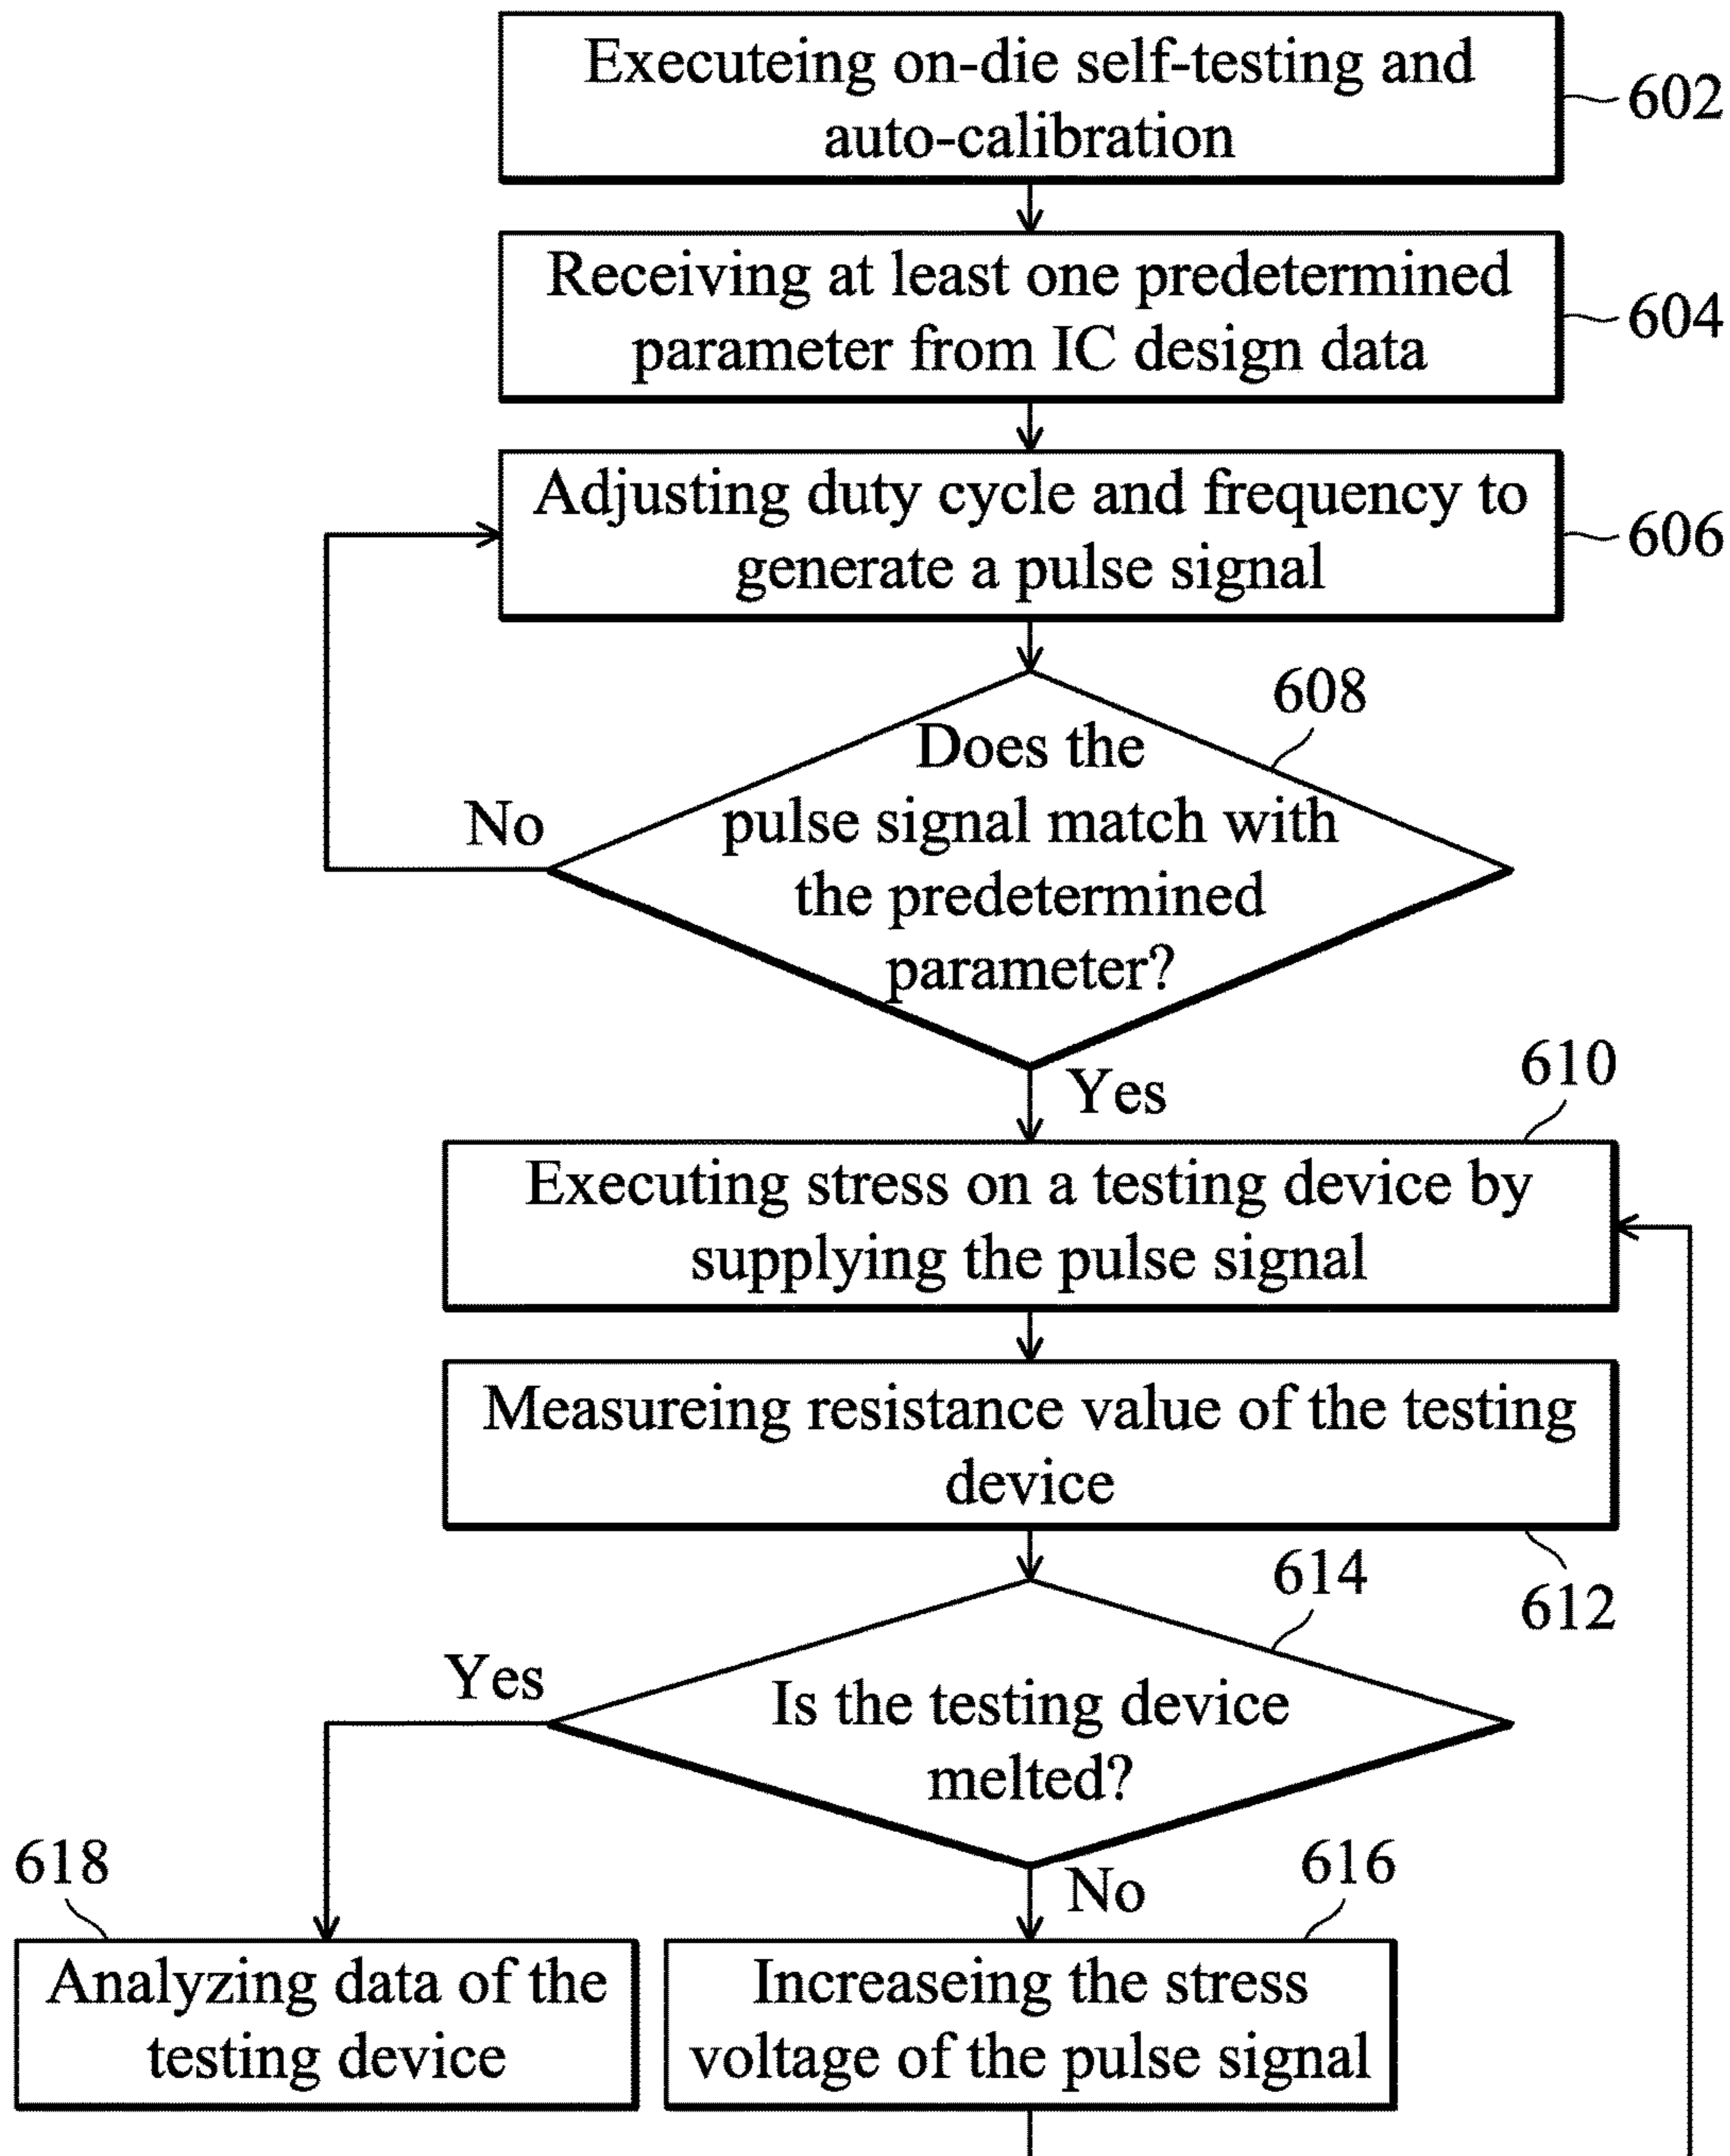 Executeing on-die self-testing and
auto-calibration
602
Receiving at least one predetermined
parameter from IC design data
604
Adjusting duty cycle and frequency to
generate a pulse signal
606
608
Does the
pulse signal match with
the predetermined
parameter?
No
Yes
610
Executing stress on a testing device by
supplying the pulse signal
Measureing resistance value of the testing
device
612
614
Is the testing device
melted?
Yes
No
618
Analyzing data of the
testing device
616
Increaseing the stress
voltage of the pulse signal